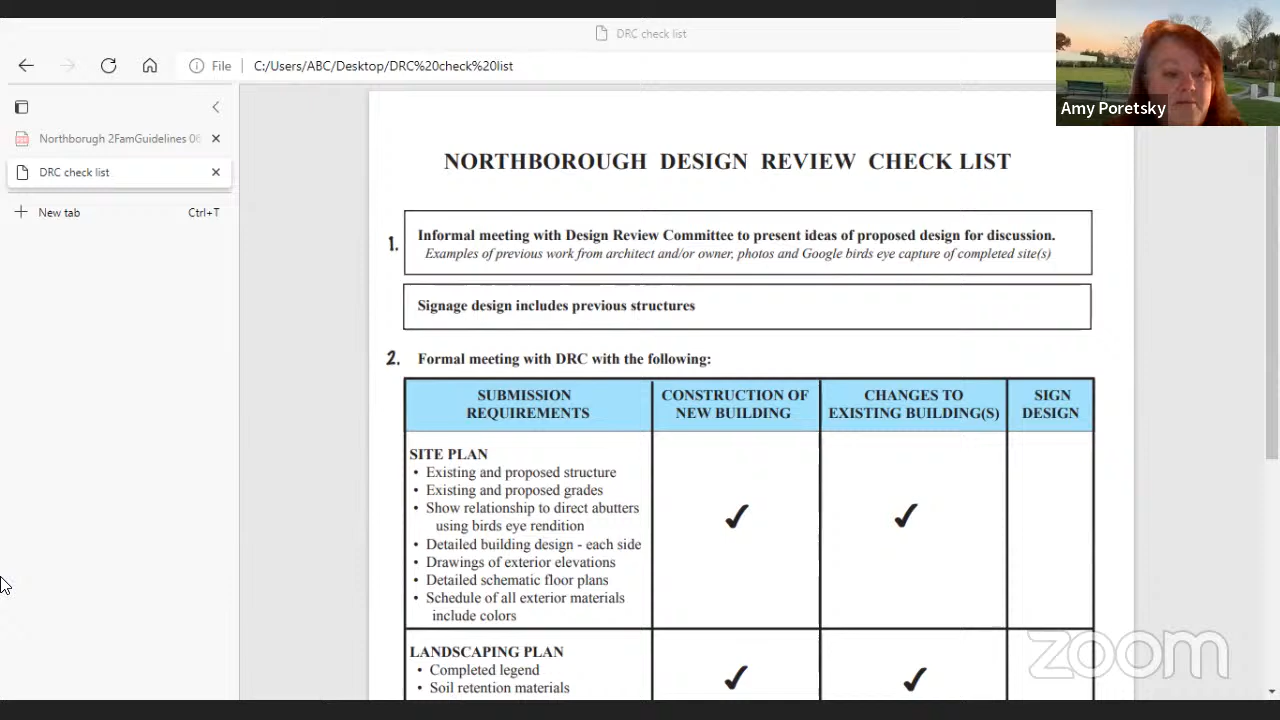 DRC check list
File
C:/Users/ABC/Desktop/DRC%20check%20list
Amy Poretsky
Northborugh 2FamGuidelines 06
DRC check list
New tab Ctrl+T
NORTHBOROUGH DESIGN REVIEW CHECK LIST
1. Informal meeting with Design Review Committee to present ideas of proposed design for discussion.
Examples of previous work from architect and/or owner, photos and Google birds eye capture of completed site(s)
Signage design includes previous structures
2. Formal meeting with DRC with the following:
SUBMISSION
REQUIREMENTS
CONSTRUCTION OF
NEW BUILDING
CHANGES TO
EXISTING BUILDING(S)
SIGN
DESIGN
SITE PLAN
• Existing and proposed structure
• Existing and proposed grades
• Show relationship to direct abutters
using birds eye rendition
• Detailed building design - each side
• Drawings of exterior elevations
• Detailed schematic floor plans
• Schedule of all exterior materials
include colors
✓ ✓
LANDSCAPING PLAN
• Completed legend
• Soil retention materials
✓ ✓
zoom